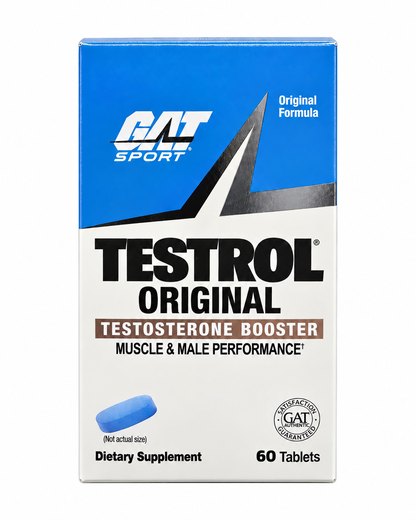 Original
Formula
GAT
SPORT
TESTROL®
ORIGINAL
TESTOSTERONE BOOSTER
MUSCLE & MALE PERFORMANCE†
(Not actual size)
SATISFACTION
GAT
AUTHENTIC
GUARANTEED
Dietary Supplement
60 Tablets